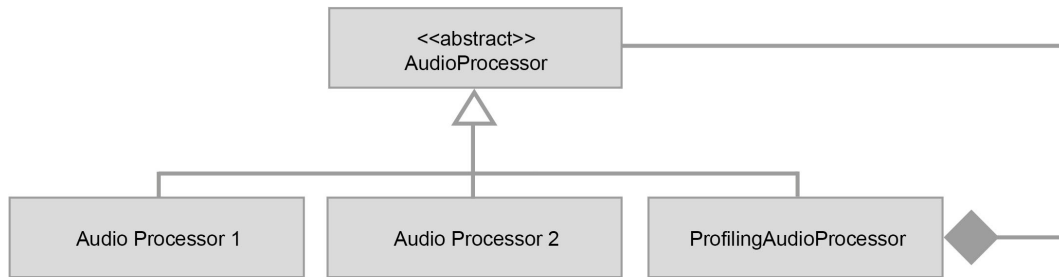 <<abstract>>
AudioProcessor
Audio Processor 1
Audio Processor 2
ProfilingAudioProcessor